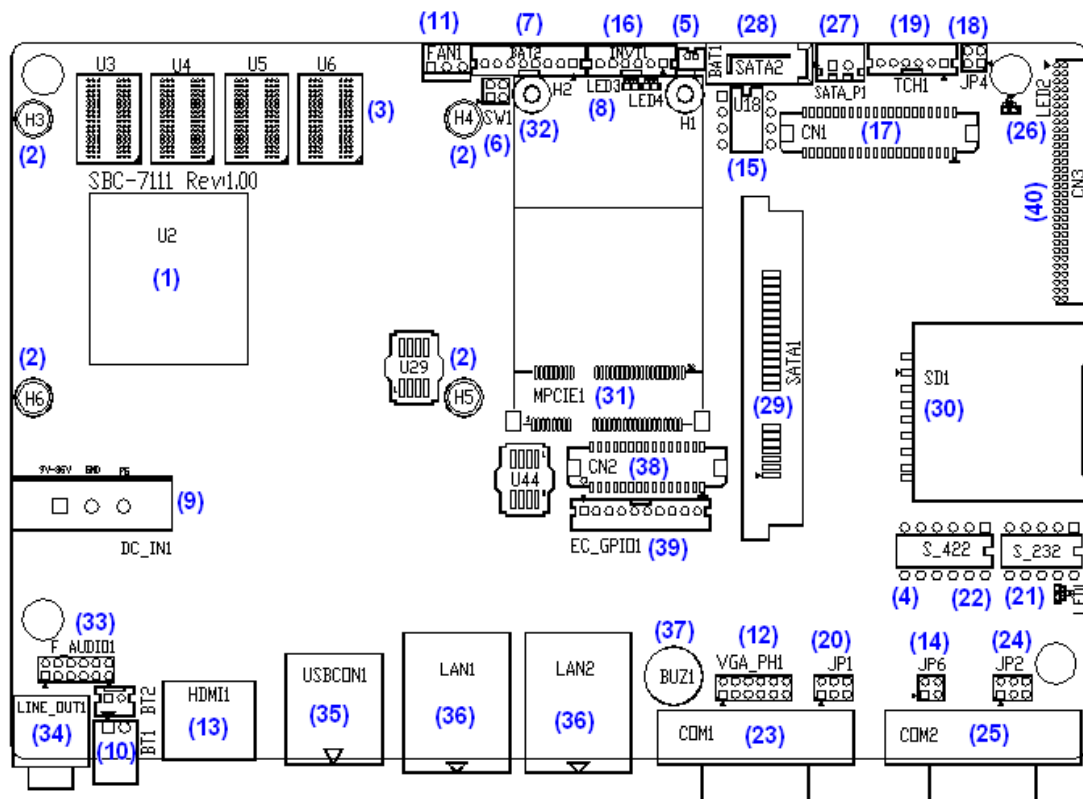 (11) (7) (16) (5) (28) (27) (19) (18)
FAN1 BAT2 INVT1 BAT1 SATA2 SATA_P1 TCH1 JP4 LED2
U3 U4 U5 U6 (3)
H3 (2)
H4 (2) SW1 (6) H2 (32) LED3 (8) LED4 H1
U18 (15) CN1 (17) (26) CN3 (40)
SBC-7111 Rev:1.00
U2
(1)
(2) H6
U29 (2) H5
MPCIE1 (31)
SATA1 (29)
SD1
(30)
9V~36V GND PG
(9)
DC_IN1
U44 CN2 (38)
EC_GPIO1 (39)
S_422 S_232
(4) (22) (21)
(33)
F_AUDIO1
(37) BUZ1
(12) VGA_PH1
(20) JP1
(14) JP6
(24) JP2
LINE_OUT1 (34)
BT2
BT1 (10)
HDMI1 (13)
USBCON1 (35)
LAN1 (36)
LAN2 (36)
COM1 (23)
COM2 (25)